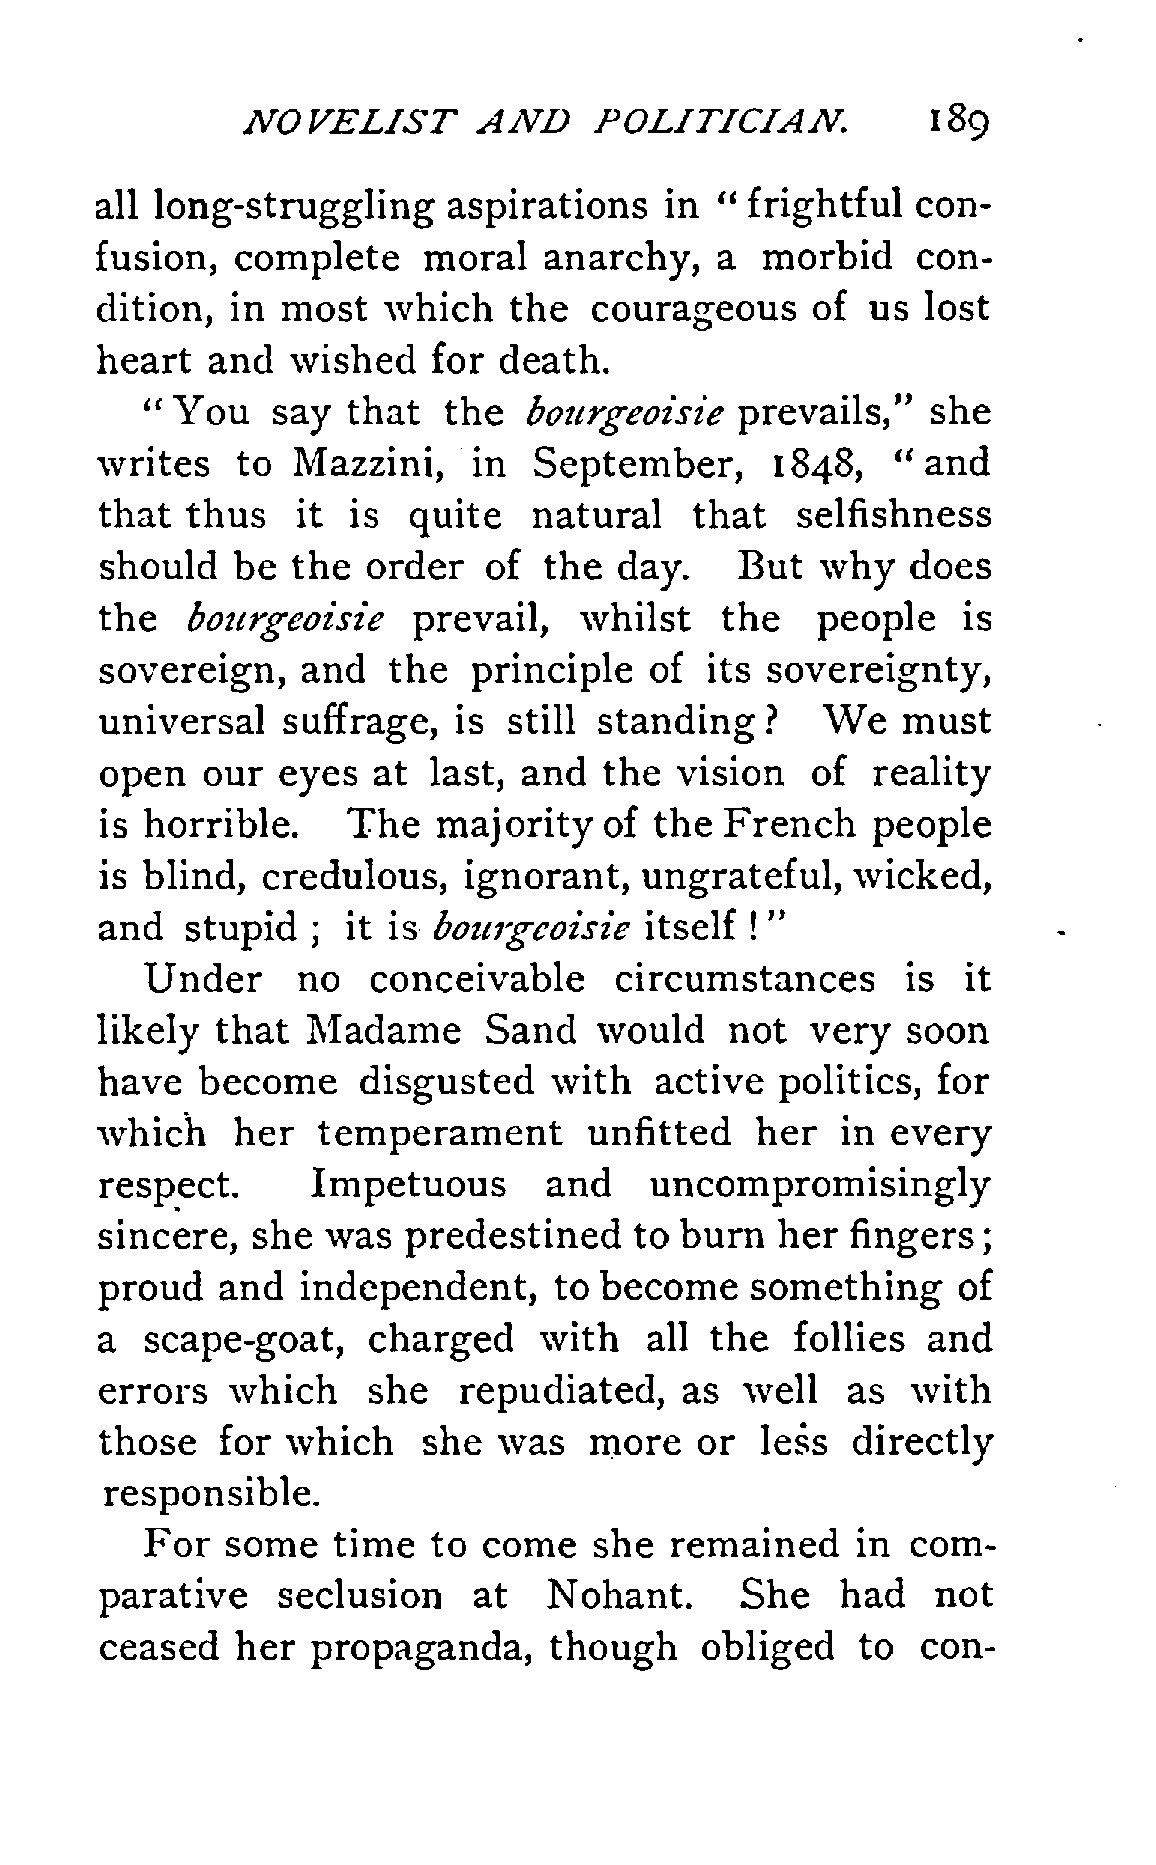 NOVELIST AND POLITICIAN. 189
all long-struggling aspirations in " frightful con-
fusion, complete moral anarchy, a morbid con-
dition, in most which the courageous of us lost
heart and wished for death.
" You say that the bourgeoisie prevails," she
writes to Mazzini, in September, 1848, " and
that thus it is quite natural that selfishness
should be the order of the day. But why does
the bourgeoisie prevail, whilst the people is
sovereign, and the principle of its sovereignty,
universal suffrage, is still standing ? We must
open our eyes at last, and the vision of reality
is horrible. The majority of the French people
is blind, credulous, ignorant, ungrateful, wicked,
and stupid ; it is bourgeoisie itself ! "
Under no conceivable circumstances is it
likely that Madame Sand would not very soon
have become disgusted with active politics, for
which her temperament unfitted her in every
respect. Impetuous and uncompromisingly
sincere, she was predestined to burn her fingers ;
proud and independent, to become something of
a scape-goat, charged with all the follies and
errors which she repudiated, as well as with
those for which she was more or less directly
responsible.
For some time to come she remained in com-
parative seclusion at Nohant. She had not
ceased her propaganda, though obliged to con-